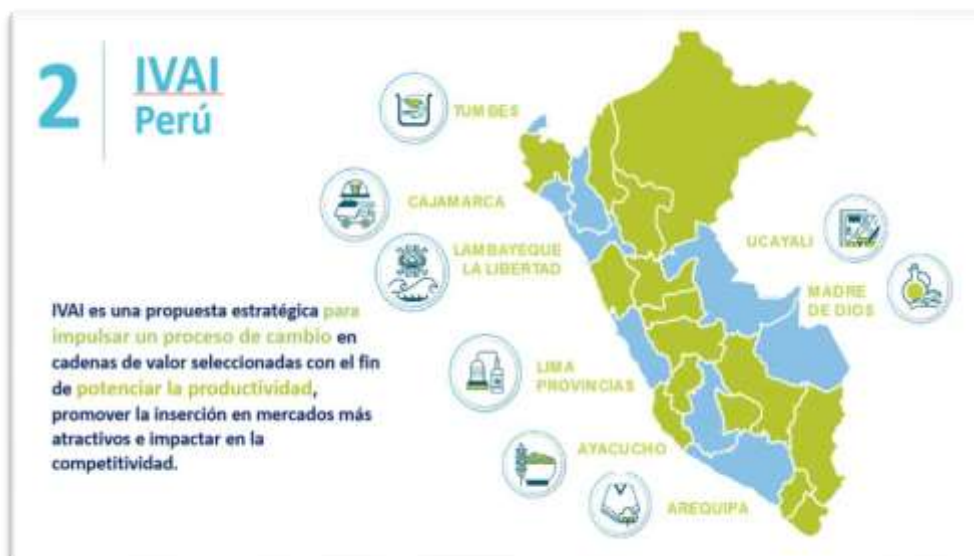 2
IVAI
Perú
TUMBES
CAJAMARCA
LAMBAYEQUE
LA LIBERTAD
UCAYALI
MADRE
DE DIOS
IVAI es una propuesta estratégica para
impulsar un proceso de cambio en
cadenas de valor seleccionadas con el fin
de potenciar la productividad,
promover la inserción en mercados más
atractivos e impactar en la
competitividad.
LIMA
PROVINCIAS
AYACUCHO
AREQUIPA